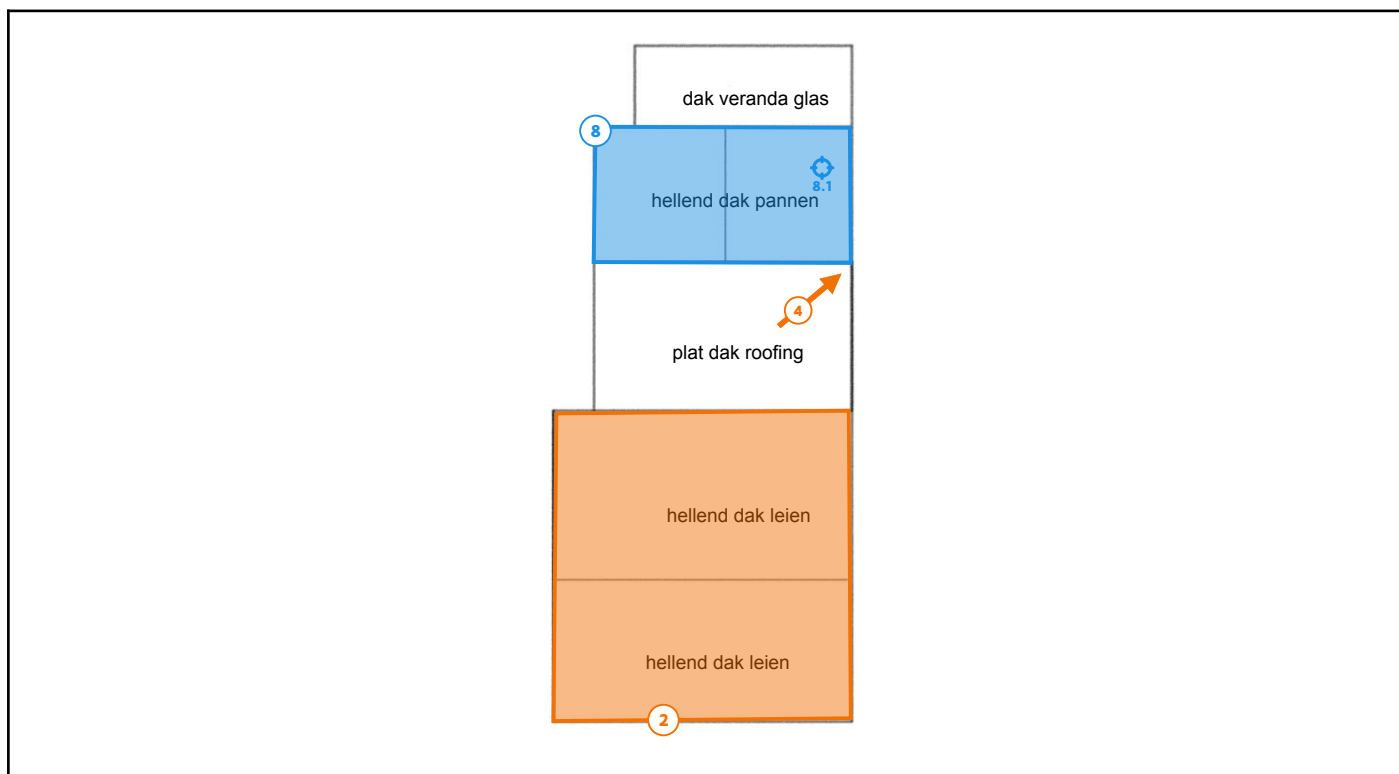 dak veranda glas
8
8.1
hellend dak pannen
4
plat dak roofing
hellend dak leien
hellend dak leien
2